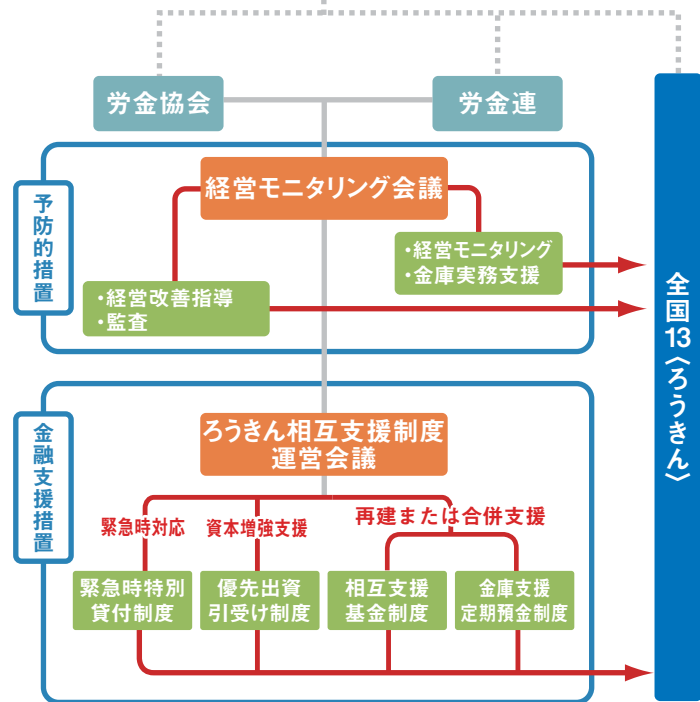 労金協会
労金連
予防的措置
経営モニタリング会議
・経営モニタリング
・金庫実務支援
・経営改善指導
・監査
全国13〈ろうきん〉
金融支援措置
ろうきん相互支援制度
運営会議
緊急時対応
資本増強支援
再建または合併支援
緊急時特別
貸付制度
優先出資
引受け制度
相互支援
基金制度
金庫支援
定期預金制度